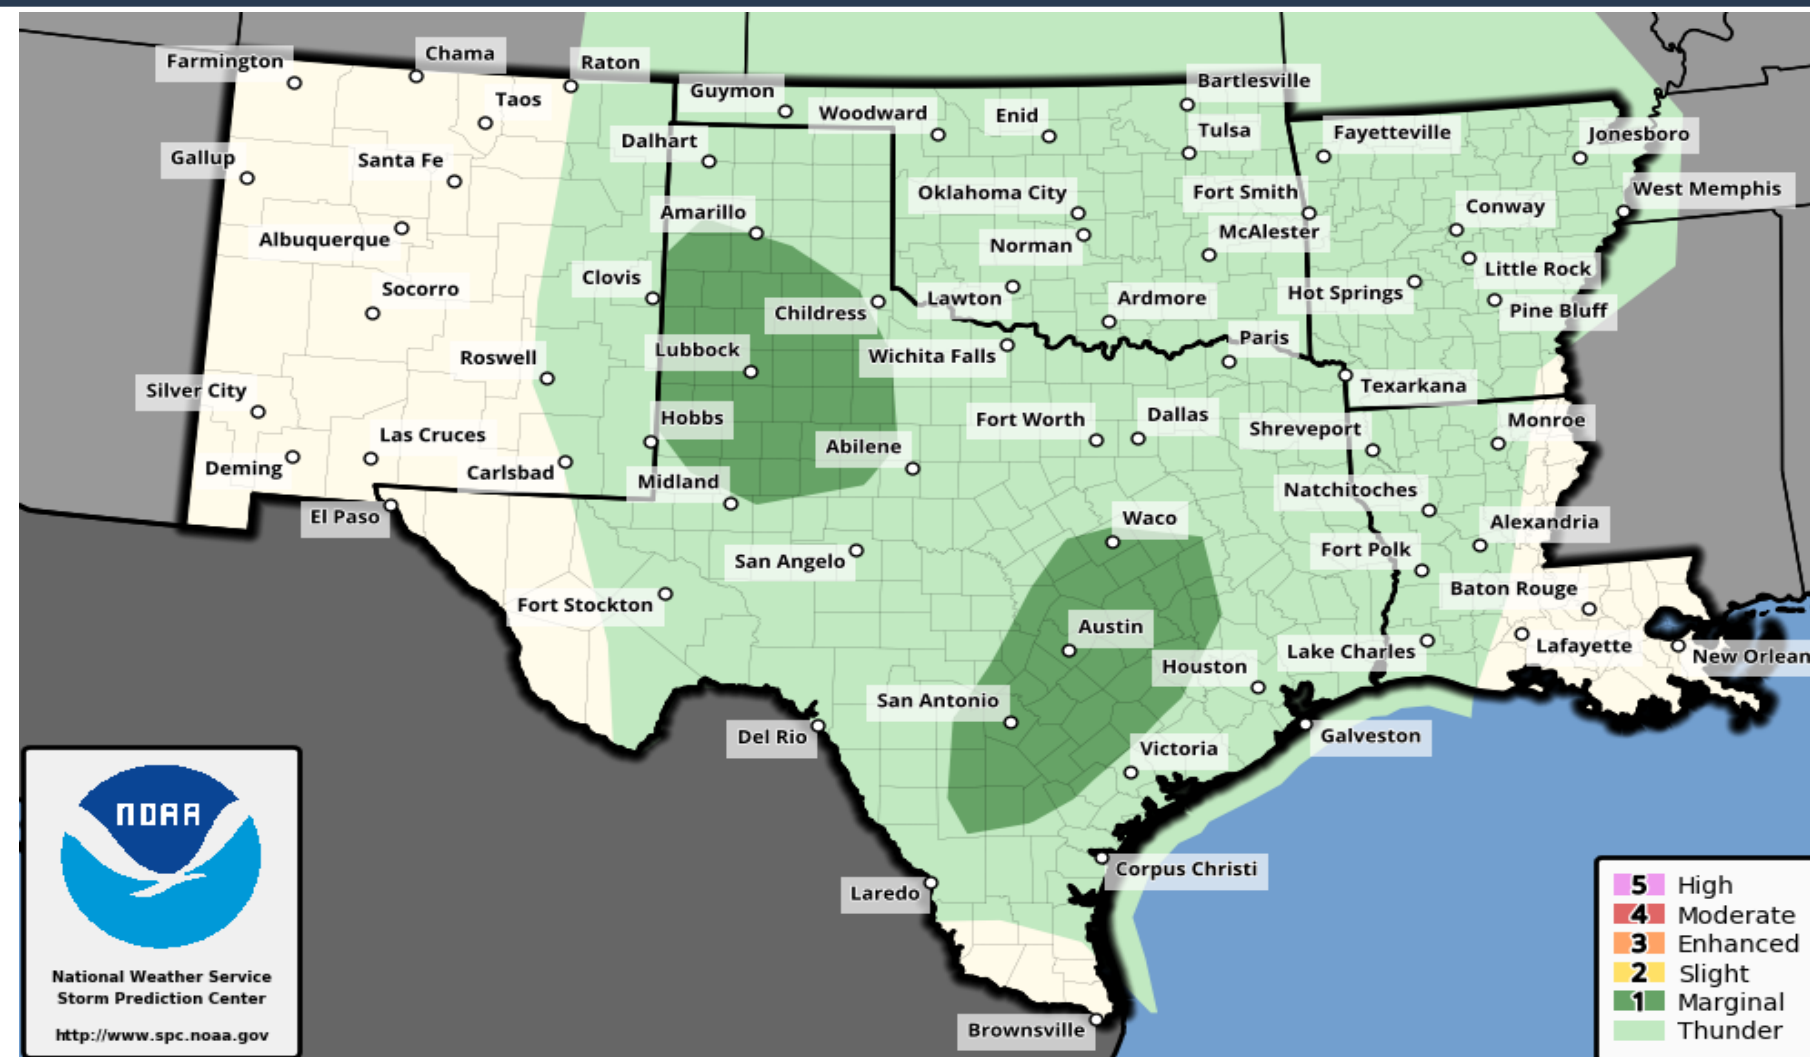 Farmington
Chama
Raton
Taos
Guymon
Woodward
Enid
Bartlesville
Tulsa
Fayetteville
Jonesboro
Dalhart
Gallup
Santa Fe
Oklahoma City
Fort Smith
West Memphis
Conway
Amarillo
Albuquerque
Norman
McAlester
Little Rock
Clovis
Socorro
Lawton
Ardmore
Hot Springs
Pine Bluff
Childress
Roswell
Lubbock
Wichita Falls
Paris
Silver City
Texarkana
Las Cruces
Hobbs
Fort Worth
Dallas
Shreveport
Monroe
Deming
Carlsbad
Abilene
Midland
Natchitoches
El Paso
Waco
Alexandria
San Angelo
Fort Polk
Fort Stockton
Baton Rouge
Austin
Houston
Lake Charles
Lafayette
New Orlean
San Antonio
Del Rio
Victoria
Galveston
Corpus Christi
Laredo
Brownsville
NOAA
National Weather Service
Storm Prediction Center
http://www.spc.noaa.gov
5 High
4 Moderate
3 Enhanced
2 Slight
1 Marginal
Thunder